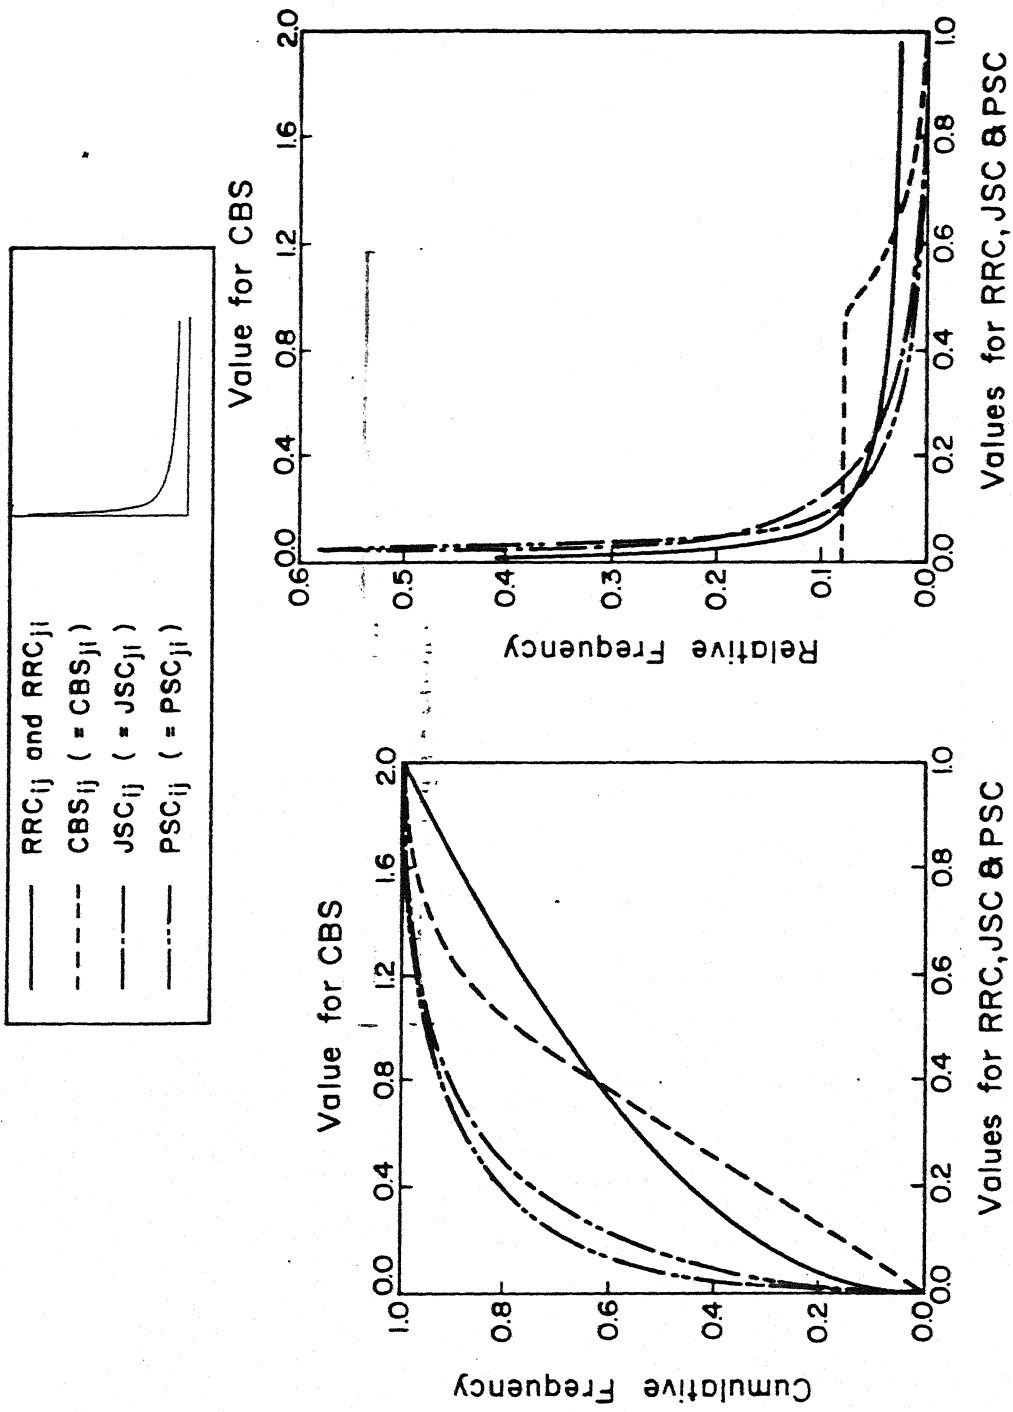 RRCij and RRCji
CBSij ( = CBSji )
JSCij ( = JSCji )
PSCij ( = PSCji )
Value for CBS
0.0 0.4 0.8 1.2 1.6 2.0
1.0
0.8
0.6
0.4
0.2
0.0
Cumulative Frequency
0.0 0.2 0.4 0.6 0.8 1.0
Values for RRC, JSC & PSC
Value for CBS
0.0 0.4 0.8 1.2 1.6 2.0
0.6
0.5
0.4
0.3
0.2
0.1
0.0
Relative Frequency
0.0 0.2 0.4 0.6 0.8 1.0
Values for RRC, JSC & PSC